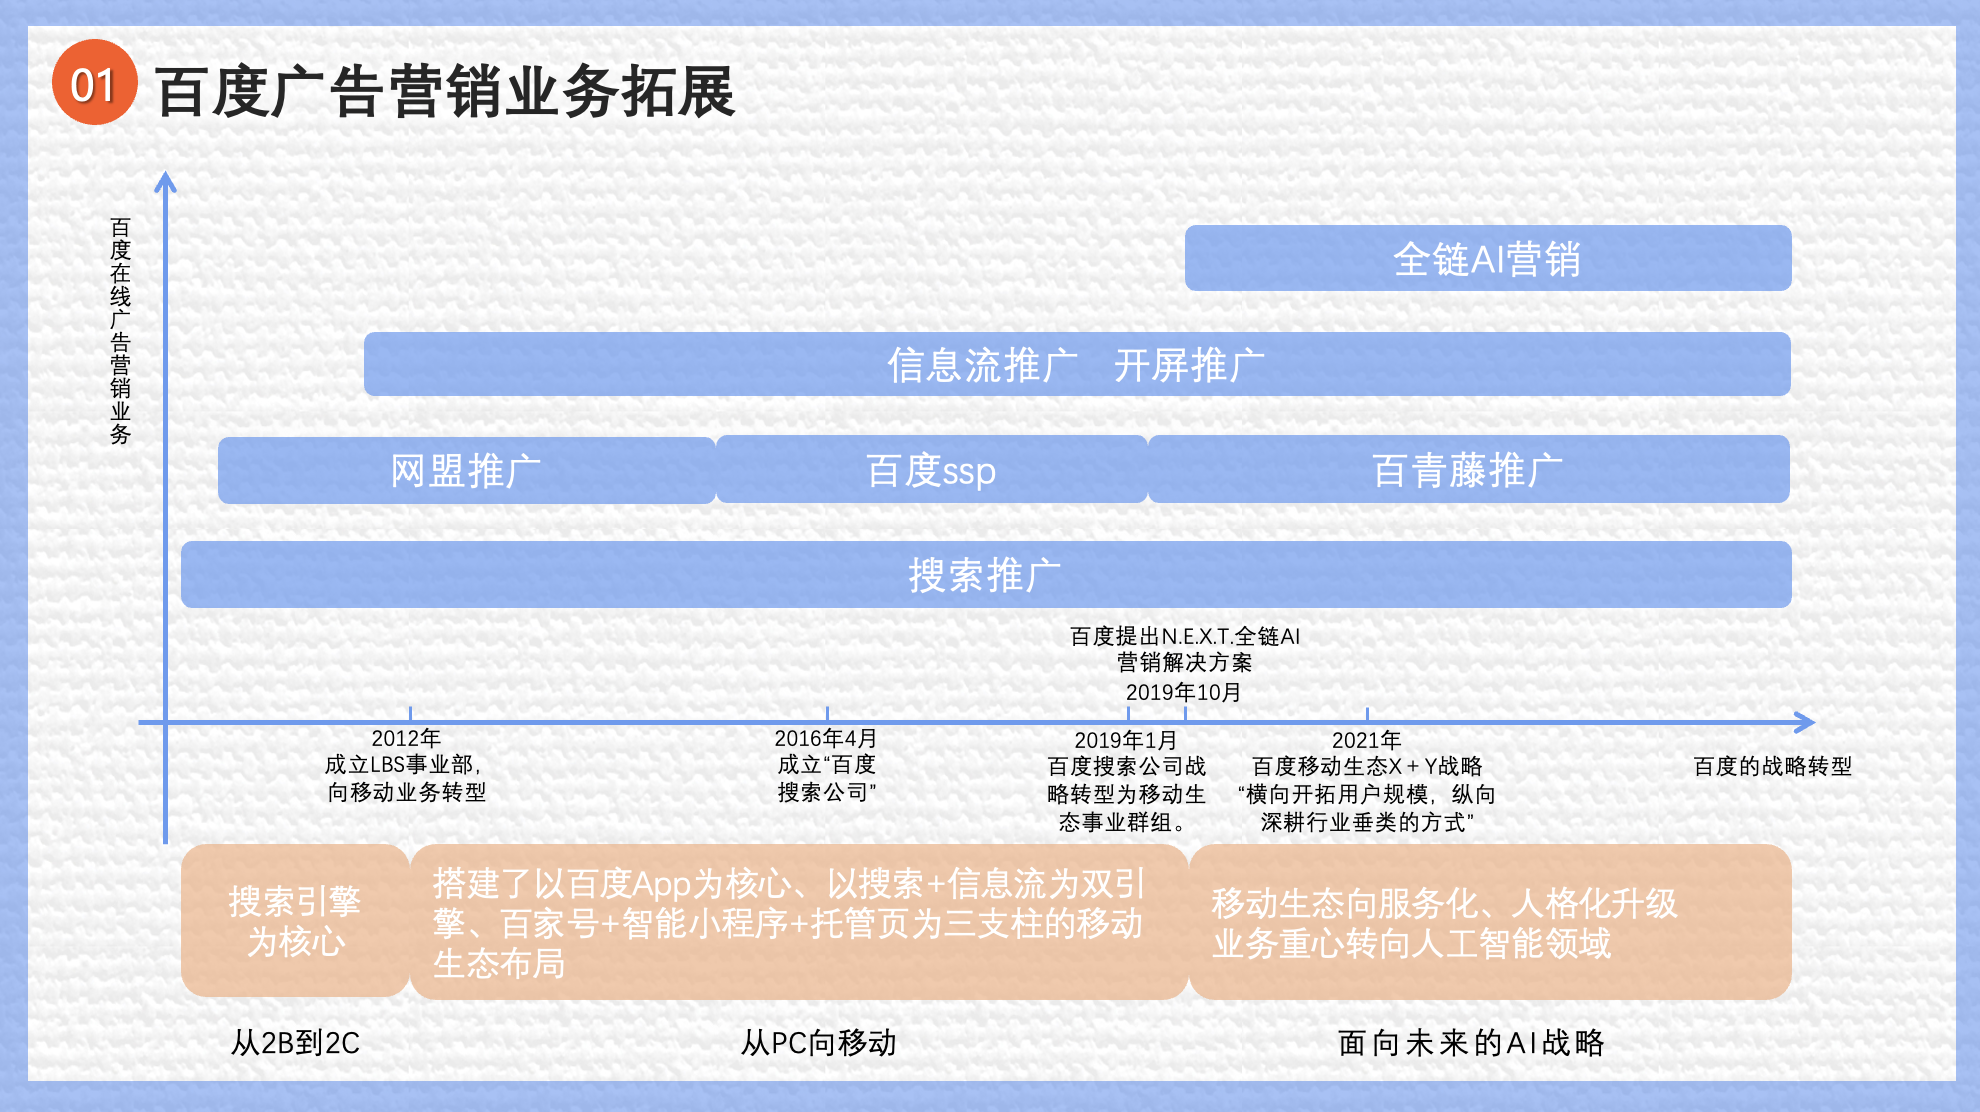 01
百度广告营销业务拓展
百度在线广告营销业务
全链AI营销
信息流推广 开屏推广
网盟推广
百度ssp
百青藤推广
搜索推广
百度提出N.E.X.T.全链AI
营销解决方案
2019年10月
2012年
成立LBS事业部,
向移动业务转型
2016年4月
成立“百度
搜索公司”
2019年1月
百度搜索公司战
略转型为移动生
态事业群组。
2021年
百度移动生态X+Y战略
“横向开拓用户规模,纵向
深耕行业垂类的方式”
百度的战略转型
搜索引擎
为核心
搭建了以百度App为核心、以搜索+信息流为双引
擎、百家号+智能小程序+托管页为三支柱的移动
生态布局
移动生态向服务化、人格化升级
业务重心转向人工智能领域
从2B到2C
从PC向移动
面向未来的AI战略